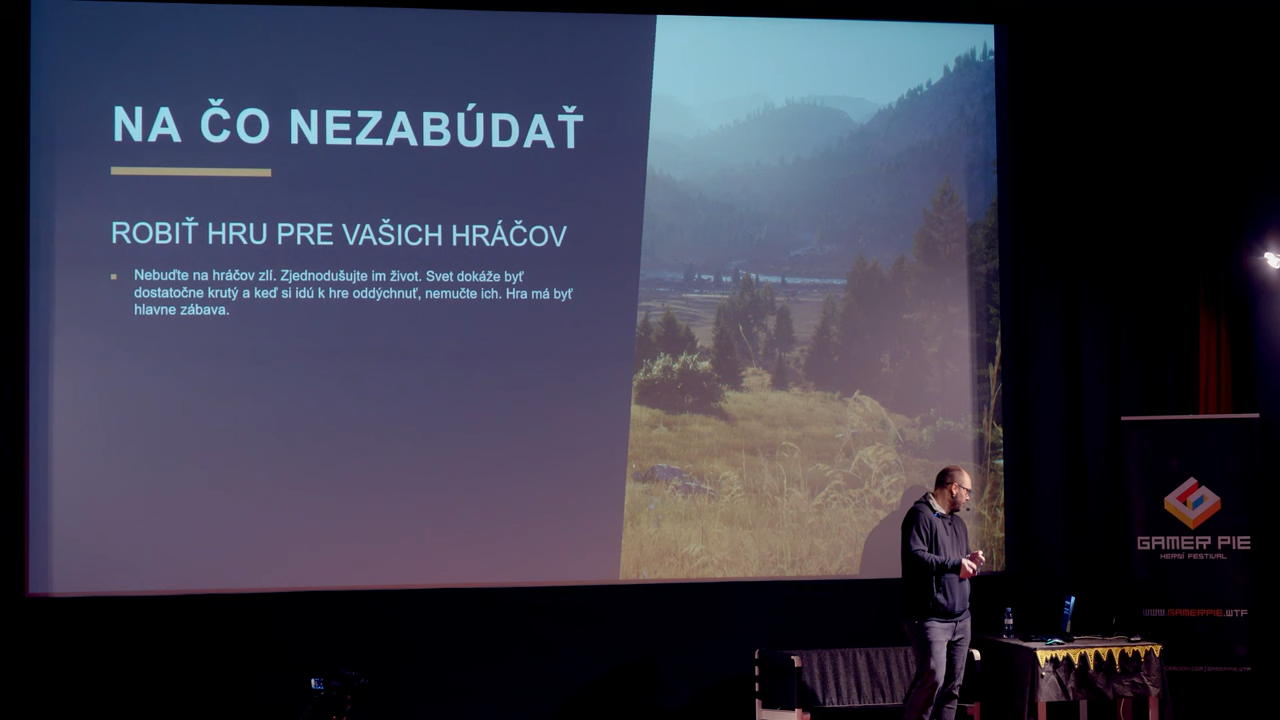 NA ČO NEZABÚDAŤ
ROBIŤ HRU PRE VAŠICH HRÁČOV
Nebuďte na hráčov zlí. Zjednodušujte im život. Svet dokáže byť
dostatočne krutý a keď si idú k hre oddýchnuť, nemučte ich. Hra má byť
hlavne zábava.
GAMER PIE
HERNÍ FESTIVAL
WWW.GAMERPIE.WTF